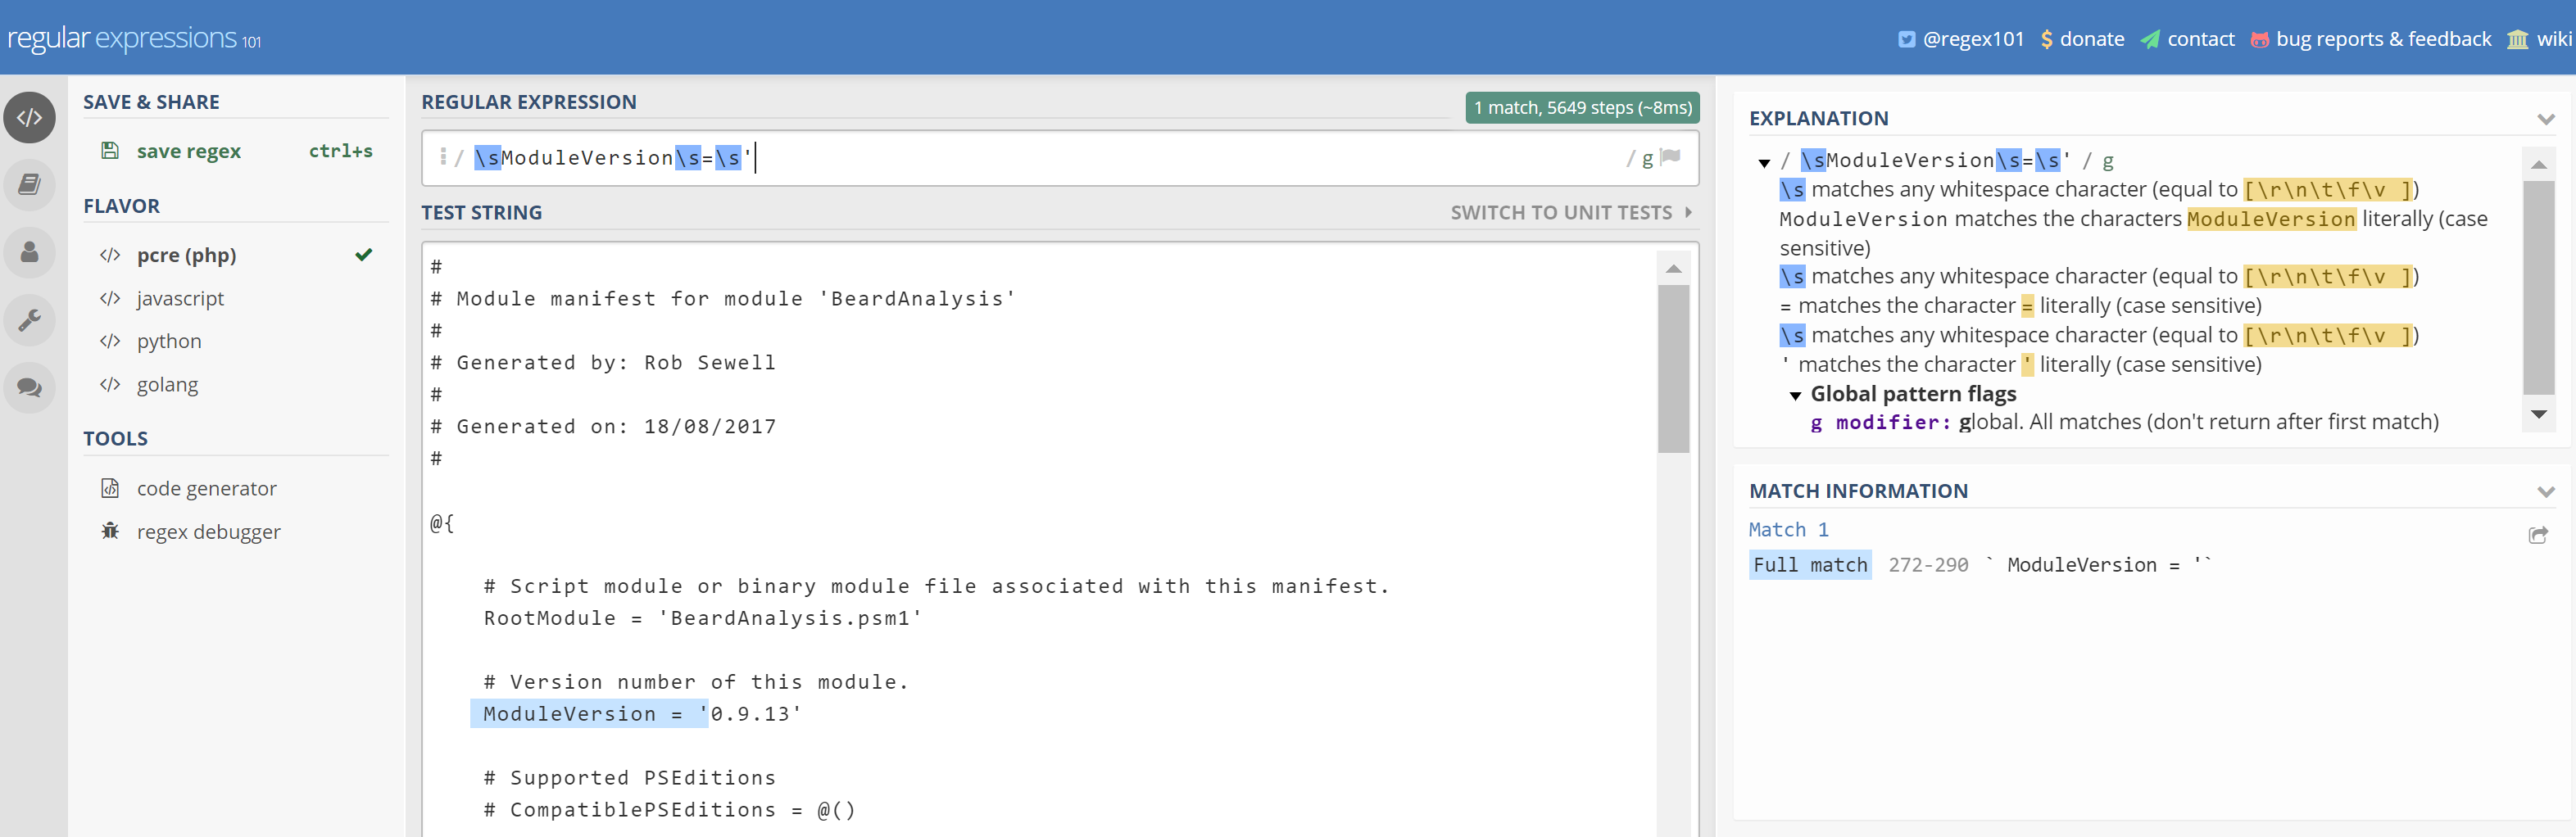 regular expressions 101
@regex101 $ donate contact bug reports & feedback wiki
SAVE & SHARE
save regex ctrl+s
FLAVOR
</> pcre (php)
</> javascript
</> python
</> golang
TOOLS
code generator
regex debugger
REGULAR EXPRESSION
1 match, 5649 steps (~8ms)
/ \sModuleVersion\s=\s' / g
TEST STRING
SWITCH TO UNIT TESTS
#
# Module manifest for module 'BeardAnalysis'
#
# Generated by: Rob Sewell
#
# Generated on: 18/08/2017
#
@{
# Script module or binary module file associated with this manifest.
RootModule = 'BeardAnalysis.psm1'
# Version number of this module.
ModuleVersion = '0.9.13'
# Supported PSEditions
# CompatiblePSEditions = @()
EXPLANATION
/ \sModuleVersion\s=\s' / g
\s matches any whitespace character (equal to [\r\n\t\f\v ])
ModuleVersion matches the characters ModuleVersion literally (case
sensitive)
\s matches any whitespace character (equal to [\r\n\t\f\v ])
= matches the character = literally (case sensitive)
\s matches any whitespace character (equal to [\r\n\t\f\v ])
' matches the character ' literally (case sensitive)
Global pattern flags
g modifier: global. All matches (don't return after first match)
MATCH INFORMATION
Match 1
Full match 272-290 ` ModuleVersion = '`